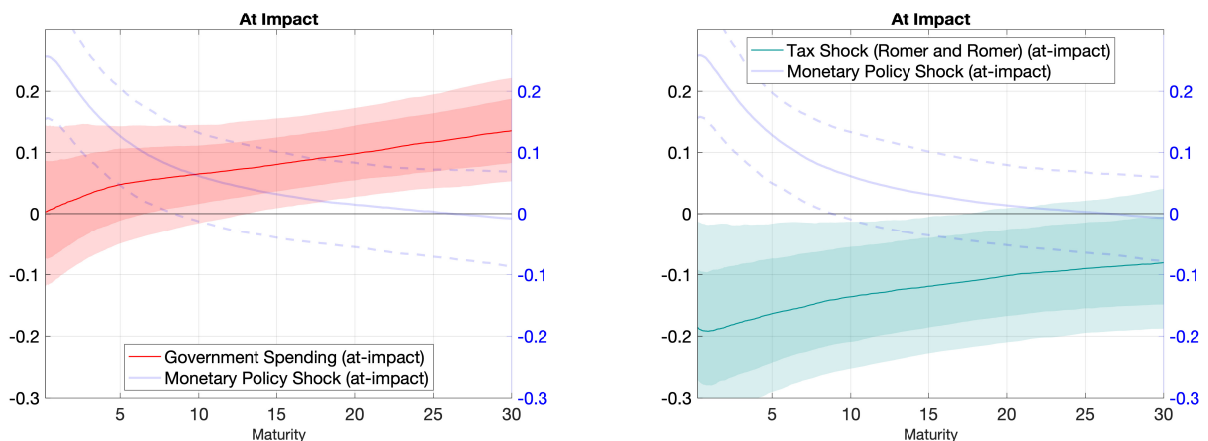 At Impact
0.2
0.1
0
-0.1
-0.2
-0.3
0.2
0.1
0
-0.1
-0.2
-0.3
Government Spending (at-impact)
Monetary Policy Shock (at-impact)
5 10 15 20 25 30
Maturity
At Impact
Tax Shock (Romer and Romer) (at-impact)
Monetary Policy Shock (at-impact)
0.2
0.1
0
-0.1
-0.2
-0.3
0.2
0.1
0
-0.1
-0.2
-0.3
5 10 15 20 25 30
Maturity